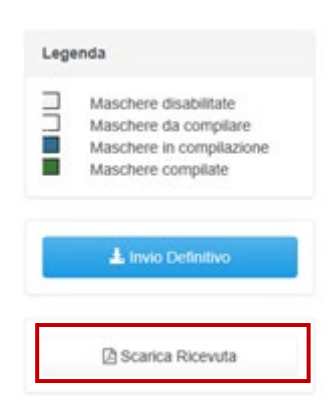 Legenda
Maschere disabilitate
Maschere da compilare
Maschere in compilazione
Maschere compilate
Invio Definitivo
Scarica Ricevuta